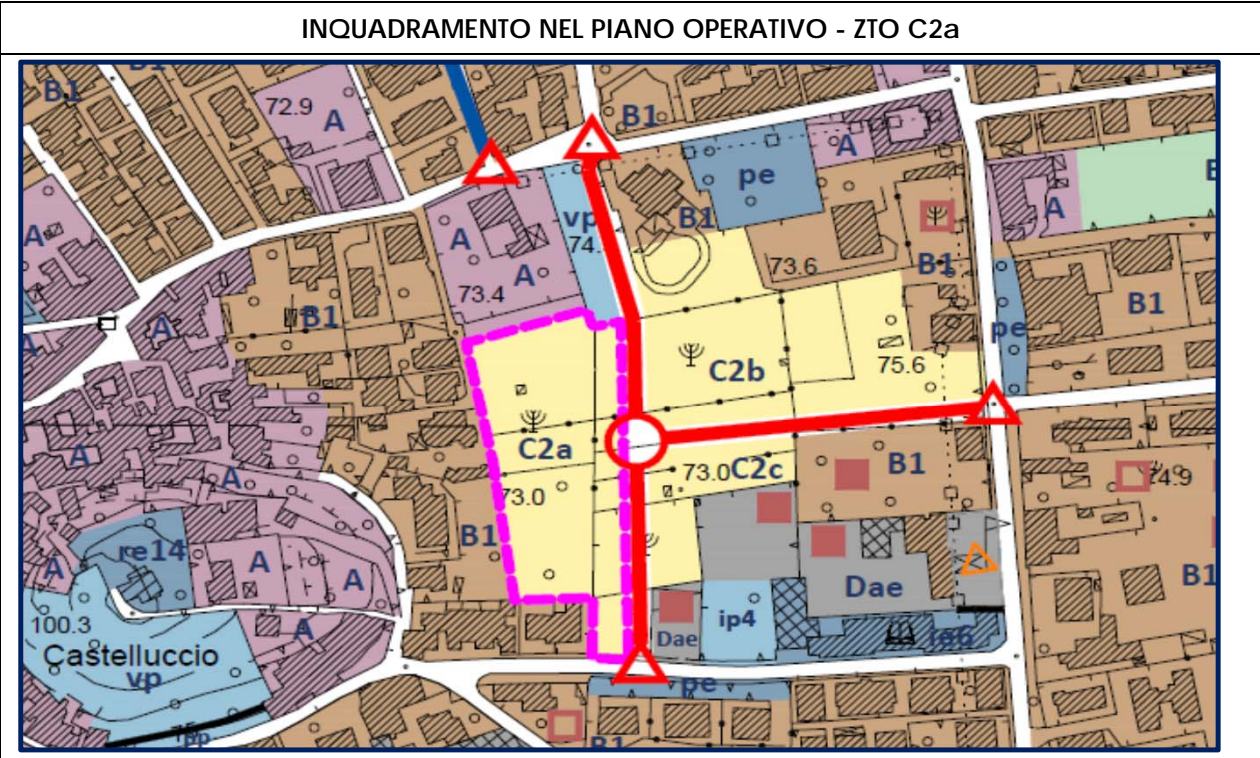 INQUADRAMENTO NEL PIANO OPERATIVO - ZTO C2a
B1
B1
72.9
A
B1
A
pe
A
vp
74.
B1
A
A
A
B1
73.4
A
73.6
B1
B1
A
pe
B1
C2b
75.6
C2a
73.0
73.0
C2c
B1
A
A
B1
re14
A
A
A
Dae
B1
100.3
A
ip4
Dae
Castelluccio
vp
pe
B1